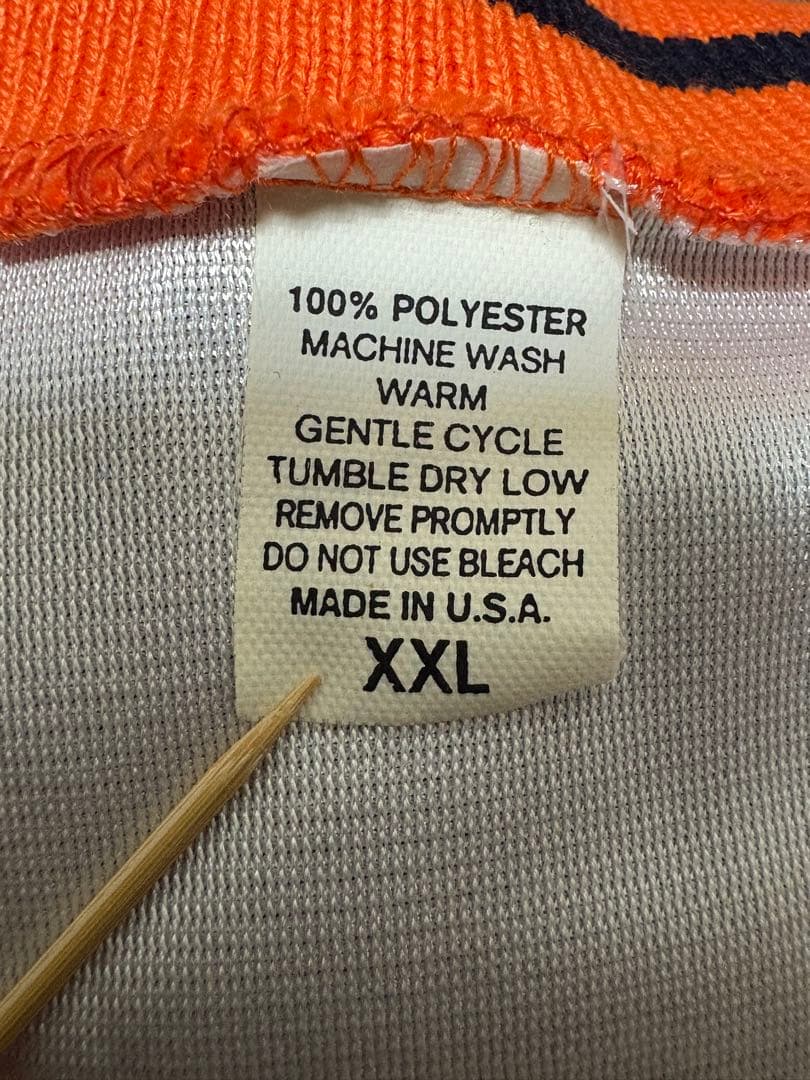 100% POLYESTER
MACHINE WASH
WARM
GENTLE CYCLE
TUMBLE DRY LOW
REMOVE PROMPTLY
DO NOT USE BLEACH
MADE IN U.S.A.
XXL